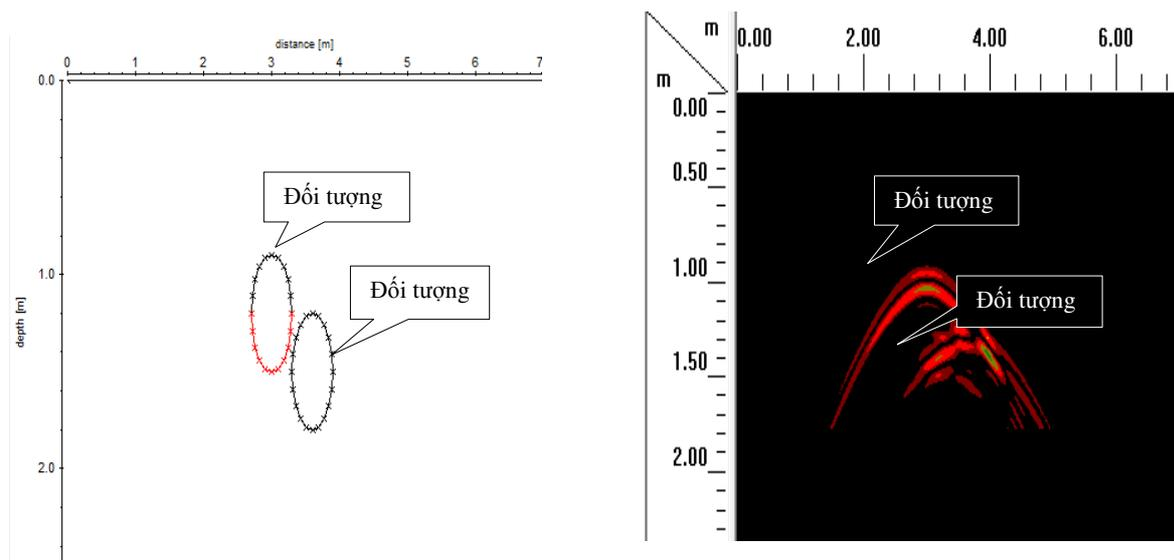 distance [m]
0 1 2 3 4 5 6 7
0.0
Đối tượng
1.0
Đối tượng
depth [m]
2.0
m
m
0.00 2.00 4.00 6.00
0.00
0.50
Đối tượng
1.00
Đối tượng
1.50
2.00